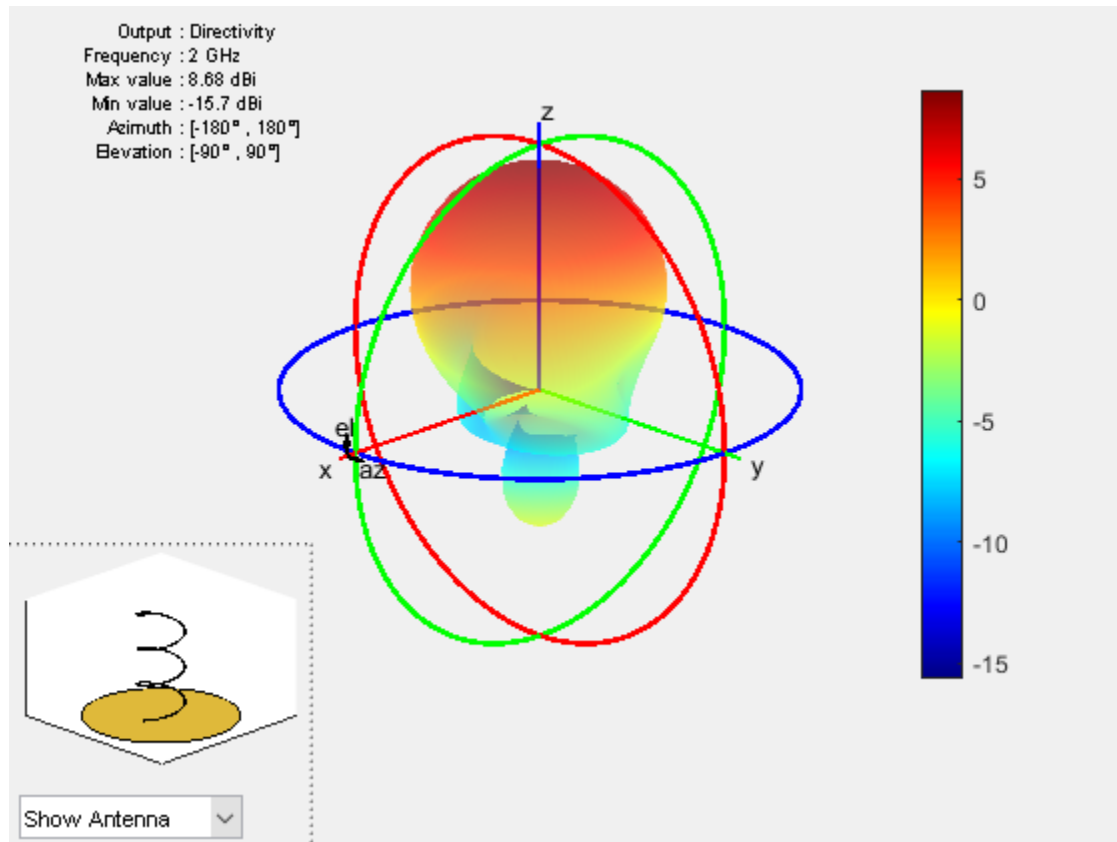 Output : Directivity
Frequency : 2 GHz
Max value : 8.68 dBi
Min value : -15.7 dBi
Azimuth : [-180° , 180°]
Elevation : [-90° , 90°]
z
5
0
-5
-10
-15
el
x
az
y
Show Antenna